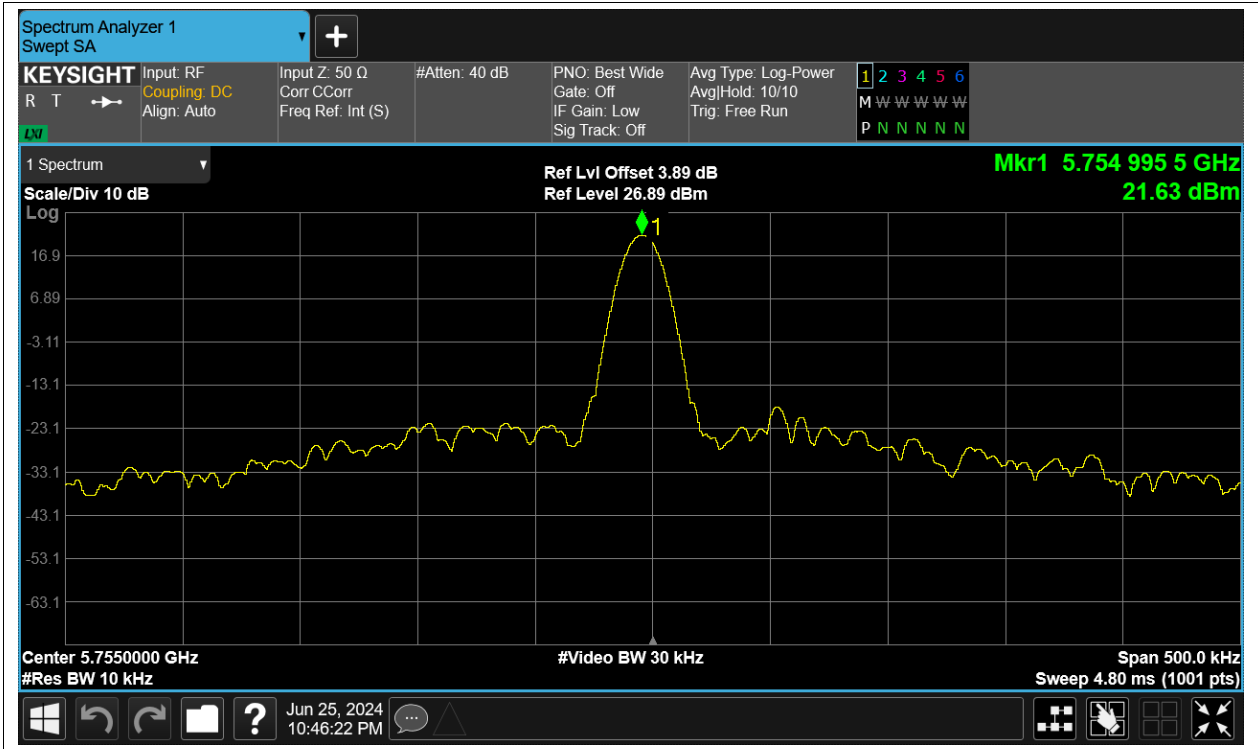 Spectrum Analyzer 1
Swept SA
+
KEYSIGHT
R T
LXI
Input: RF
Coupling: DC
Align: Auto
Input Z: 50 Ω
Corr CCorr
Freq Ref: Int (S)
#Atten: 40 dB
PNO: Best Wide
Gate: Off
IF Gain: Low
Sig Track: Off
Avg Type: Log-Power
Avg|Hold: 10/10
Trig: Free Run
1 2 3 4 5 6
M W W W W W
P N N N N N
1 Spectrum
Scale/Div 10 dB
Log
Ref Lvl Offset 3.89 dB
Ref Level 26.89 dBm
Mkr1 5.754 995 5 GHz
21.63 dBm
1
16.9
6.89
-3.11
-13.1
-23.1
-33.1
-43.1
-53.1
-63.1
Center 5.7550000 GHz
#Res BW 10 kHz
#Video BW 30 kHz
Span 500.0 kHz
Sweep 4.80 ms (1001 pts)
?
Jun 25, 2024
10:46:22 PM